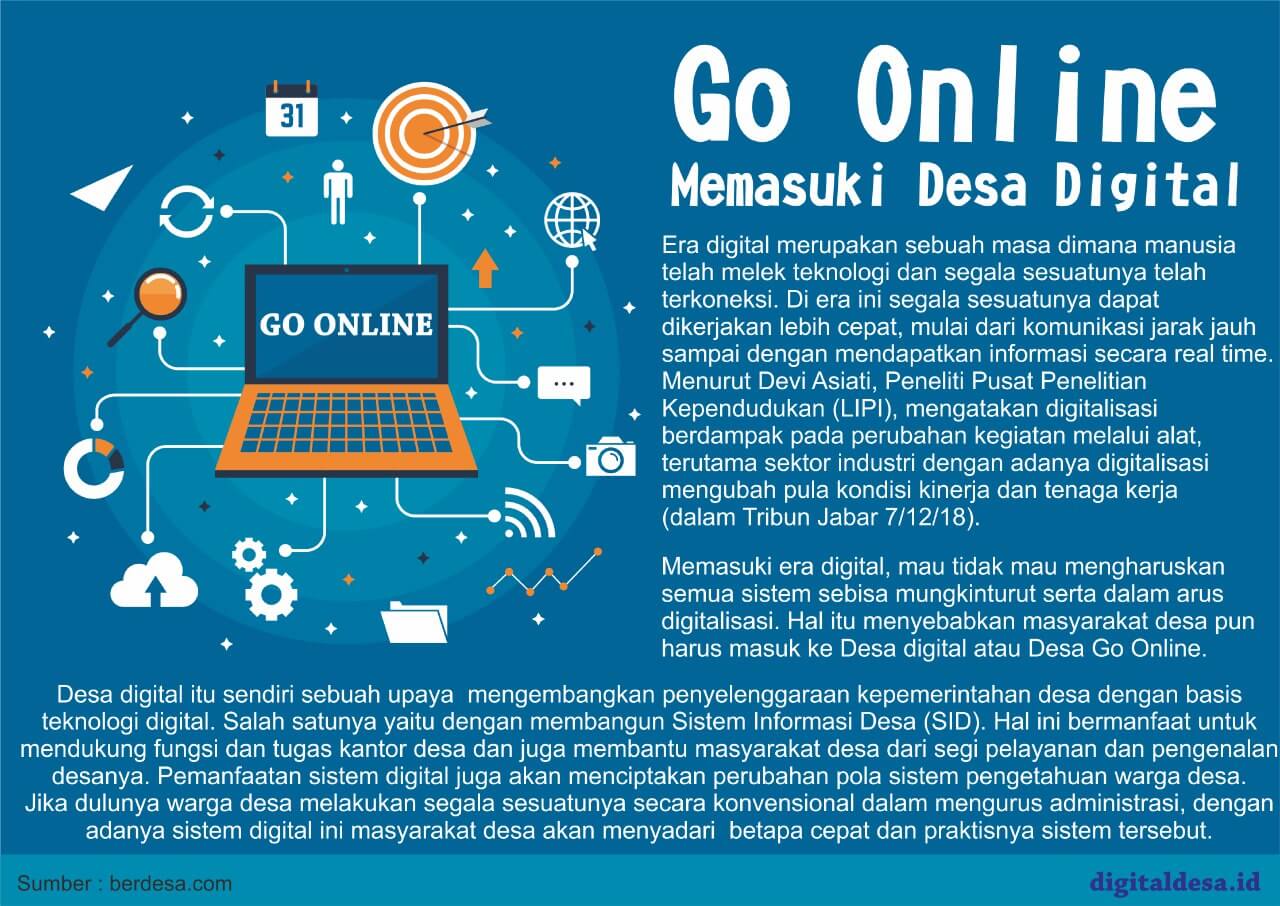 Go Online
Memasuki Desa Digital
31
GO ONLINE
Era digital merupakan sebuah masa dimana manusia
telah melek teknologi dan segala sesuatunya telah
terkoneksi. Di era ini segala sesuatunya dapat
dikerjakan lebih cepat, mulai dari komunikasi jarak jauh
sampai dengan mendapatkan informasi secara real time.
Menurut Devi Asiati, Peneliti Pusat Penelitian
Kependudukan (LIPI), mengatakan digitalisasi
berdampak pada perubahan kegiatan melalui alat,
terutama sektor industri dengan adanya digitalisasi
mengubah pula kondisi kinerja dan tenaga kerja
(dalam Tribun Jabar 7/12/18).
Memasuki era digital, mau tidak mau mengharuskan
semua sistem sebisa mungkinturut serta dalam arus
digitalisasi. Hal itu menyebabkan masyarakat desa pun
harus masuk ke Desa digital atau Desa Go Online.
Desa digital itu sendiri sebuah upaya  mengembangkan penyelenggaraan kepemerintahan desa dengan basis
teknologi digital. Salah satunya yaitu dengan membangun Sistem Informasi Desa (SID). Hal ini bermanfaat untuk
mendukung fungsi dan tugas kantor desa dan juga membantu masyarakat desa dari segi pelayanan dan pengenalan
desanya. Pemanfaatan sistem digital juga akan menciptakan perubahan pola sistem pengetahuan warga desa.
Jika dulunya warga desa melakukan segala sesuatunya secara konvensional dalam mengurus administrasi, dengan
adanya sistem digital ini masyarakat desa akan menyadari  betapa cepat dan praktisnya sistem tersebut.
Sumber : berdesa.com
digitaldesa.id